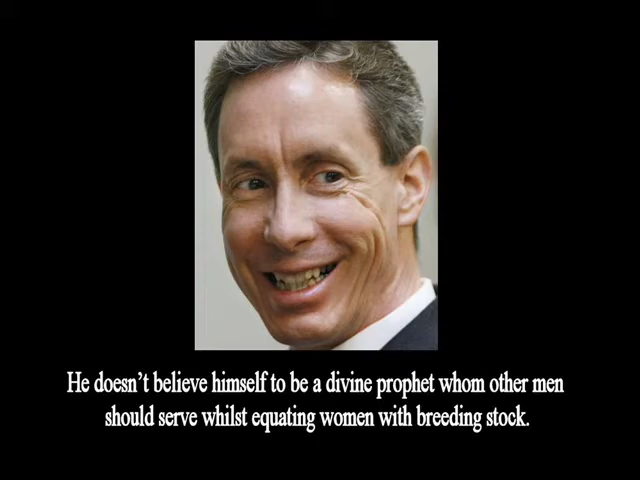 He doesn't believe himself to be a divine prophet whom other men
should serve whilst equating women with breeding stock.